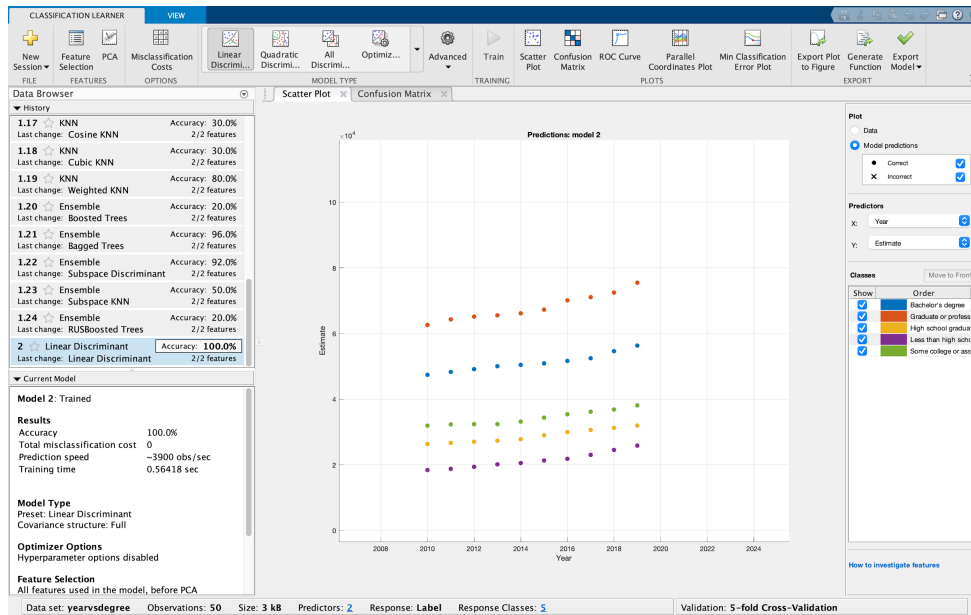 CLASSIFICATION LEARNER
VIEW
New Session
Feature Selection
PCA
Misclassification Costs
Linear Discrimi...
Quadratic Discrimi...
All Discrimi...
Optimiz...
Advanced
Train
Scatter Plot
Confusion Matrix
ROC Curve
Parallel Coordinates Plot
Min Classification Error Plot
Export Plot to Figure
Generate Function
Export Model
FILE
FEATURES
OPTIONS
MODEL TYPE
TRAINING
PLOTS
EXPORT
Data Browser
History
1.17 KNN Accuracy: 30.0%
Last change: Cosine KNN 2/2 features
1.18 KNN Accuracy: 30.0%
Last change: Cubic KNN 2/2 features
1.19 KNN Accuracy: 80.0%
Last change: Weighted KNN 2/2 features
1.20 Ensemble Accuracy: 20.0%
Last change: Boosted Trees 2/2 features
1.21 Ensemble Accuracy: 96.0%
Last change: Bagged Trees 2/2 features
1.22 Ensemble Accuracy: 92.0%
Last change: Subspace Discriminant 2/2 features
1.23 Ensemble Accuracy: 50.0%
Last change: Subspace KNN 2/2 features
1.24 Ensemble Accuracy: 20.0%
Last change: RUSBoosted Trees 2/2 features
2 Linear Discriminant Accuracy: 100.0%
Last change: Linear Discriminant 2/2 features
Current Model
Model 2: Trained
Results
Accuracy 100.0%
Total misclassification cost 0
Prediction speed ~3900 obs/sec
Training time 0.56418 sec
Model Type
Preset: Linear Discriminant
Covariance structure: Full
Optimizer Options
Hyperparameter options disabled
Feature Selection
All features used in the model, before PCA
Scatter Plot
Confusion Matrix
×10⁴
Predictions: model 2
10
8
6
4
2
0
Estimate
2008 2010 2012 2014 2016 2018 2020 2022 2024
Year
Plot
Data
Model predictions
Correct
Incorrect
Predictors
X: Year
Y: Estimate
Classes
Move to Front
Show Order
Bachelor's degree
Graduate or profess
High school graduat
Less than high scho
Some college or ass
How to investigate features
Data set: yearvsdegree Observations: 50 Size: 3 kB Predictors: 2 Response: Label Response Classes: 5
Validation: 5-fold Cross-Validation